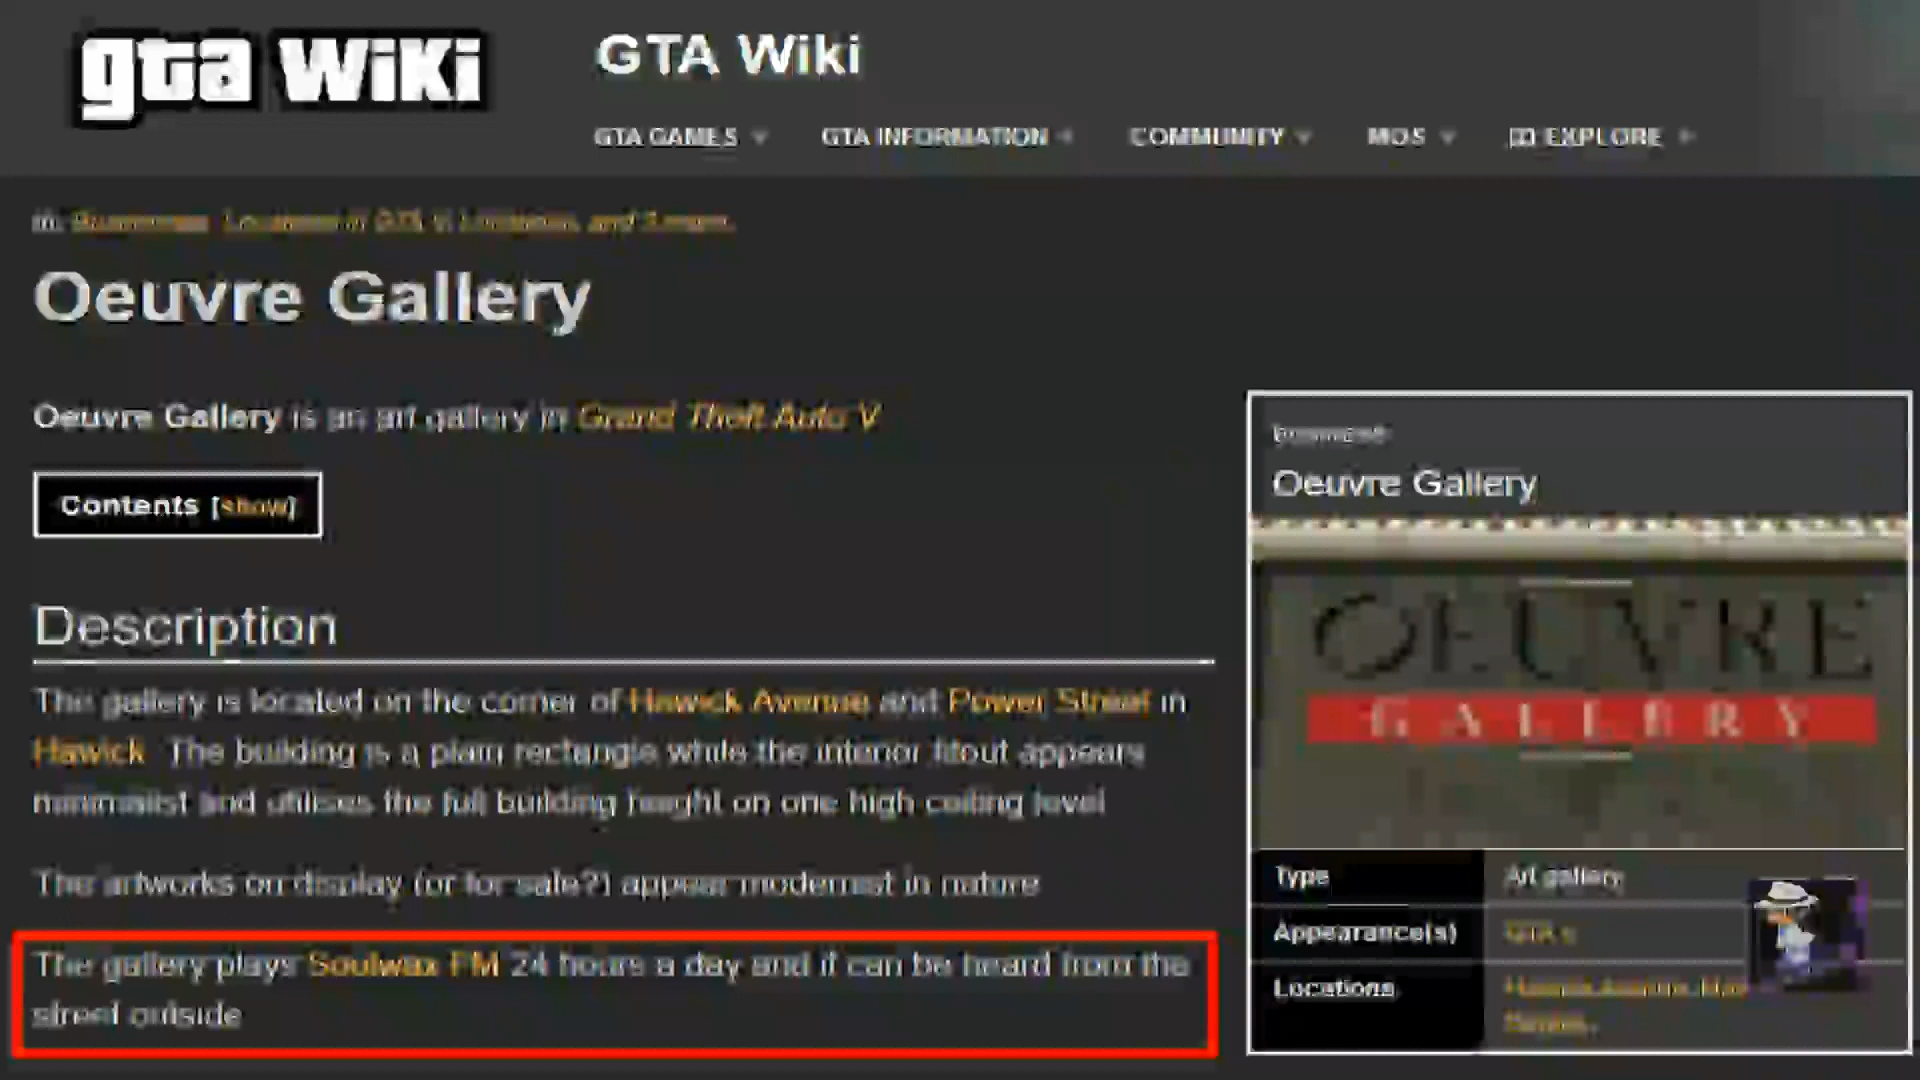 gta wiki
GTA Wiki
GTA GAMES
GTA INFORMATION
COMMUNITY
MOS
EXPLORE
Oeuvre Gallery
Oeuvre Gallery is an art gallery in Grand Theft Auto V
Contents [show]
Description
The gallery is located on the corner of Hawick Avenue and Power Street in
Hawick The building is a plain rectangle while the interior fitout appears
minimalist and utilises the full building height on one high ceiling level
The artworks on display (or for sale?) appear modernist in nature
The gallery plays Soulwax FM 24 hours a day and it can be heard from the
street outside
Oeuvre Gallery
OEUVRE
GALLERY
Type
Art gallery
Appearance(s)
GTA V
Locations